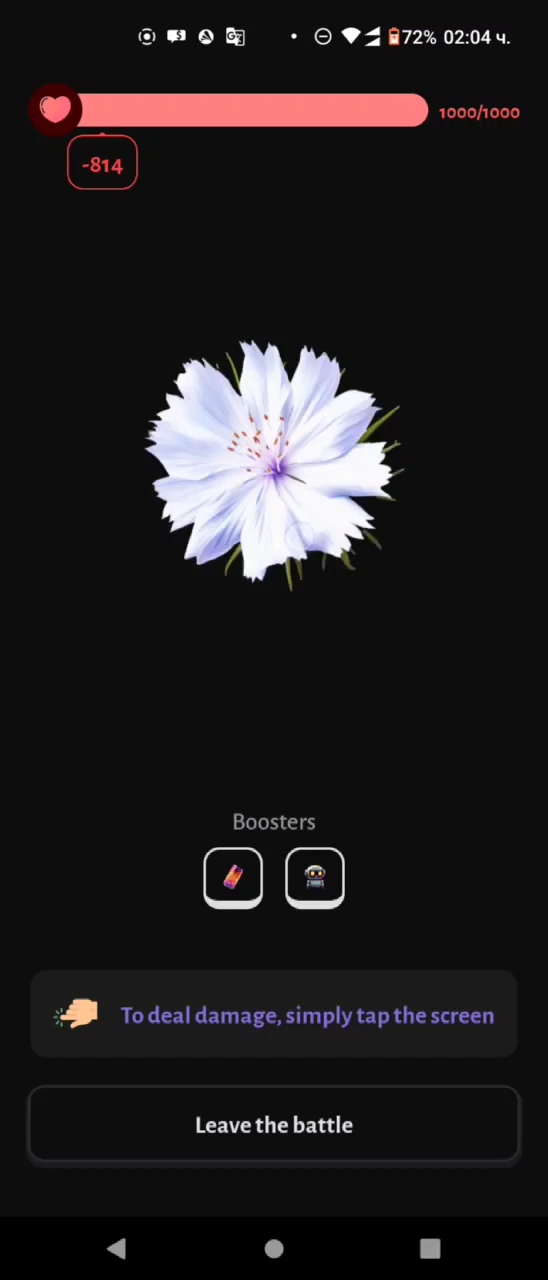 72% 02:04 ч.
1000/1000
-814
Boosters
To deal damage, simply tap the screen
Leave the battle